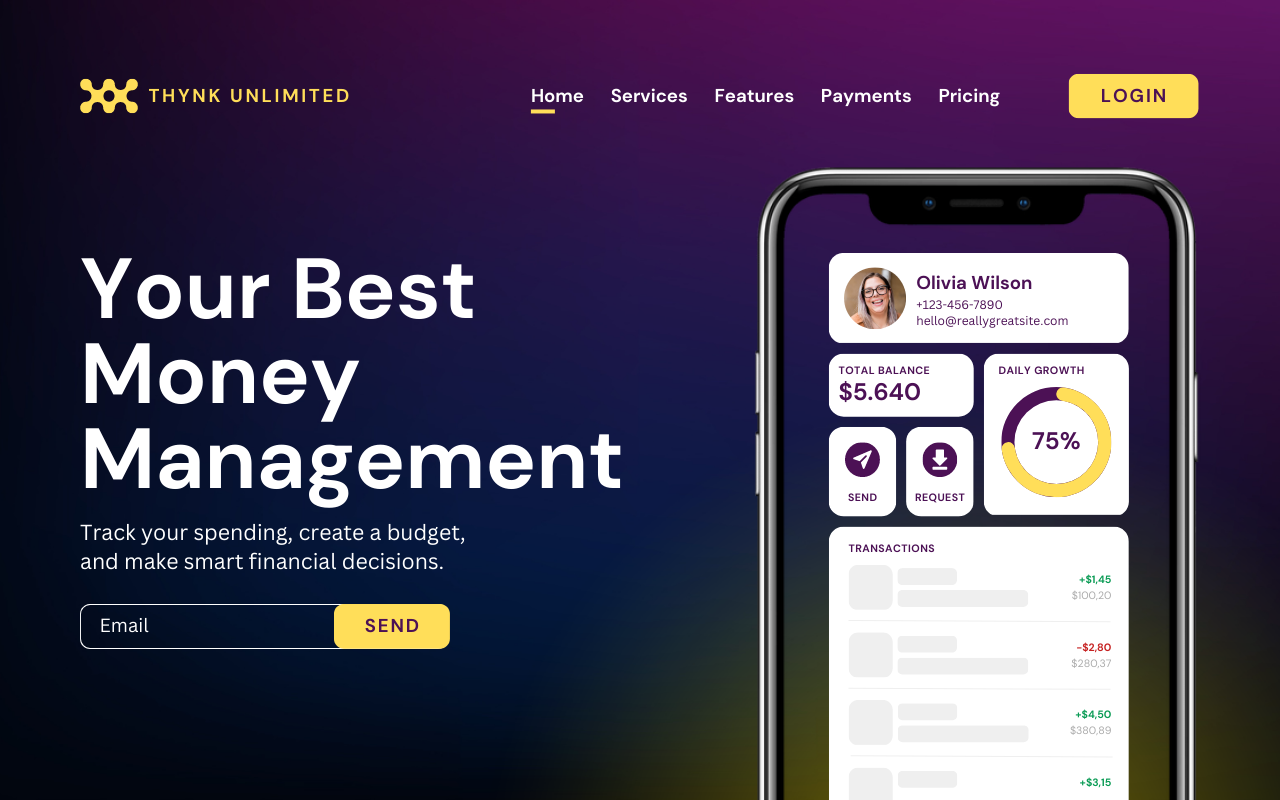 THYNK UNLIMITED
Home Services Features Payments Pricing
LOGIN
Your Best
Money
Management
Track your spending, create a budget,
and make smart financial decisions.
Email
SEND
Olivia Wilson
+123-456-7890
hello@reallygreatsite.com
TOTAL BALANCE
$5.640
DAILY GROWTH
75%
SEND
REQUEST
TRANSACTIONS
+$1,45
$100,20
-$2,80
$280,37
+$4,50
$380,89
+$3,15